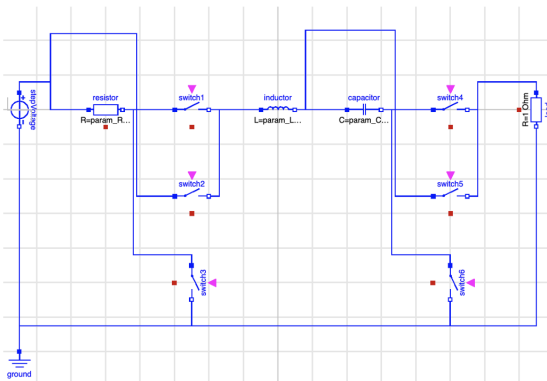 resistor
switch1
inductor
capacitor
switch4
stepVoltage
R=param_R...
L=param_L...
C=param_C...
R=1 Ohm
switch2
switch5
switch3
switch6
ground